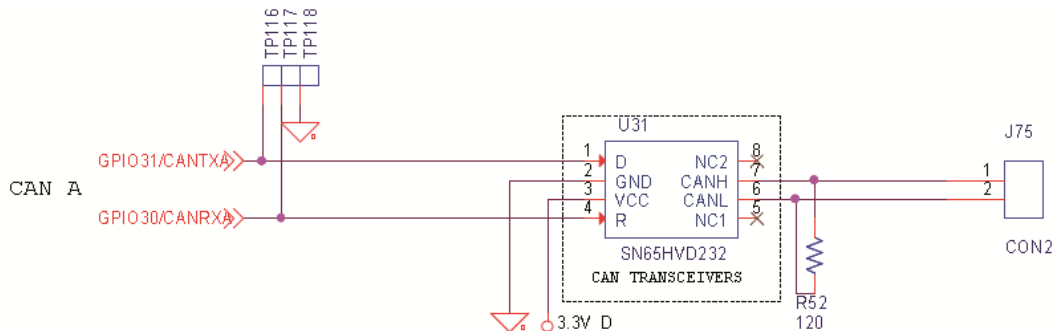 TP116
TP117
TP118
U31
J75
GPIO31/CANTXA
1 D NC2 8
2 GND CANH 7
3 VCC CANL 6
4 R NC1 5
1
2
CAN A
GPIO30/CANRXA
SN65HVD232
CON2
CAN TRANSCEIVERS
R52
120
3.3V D